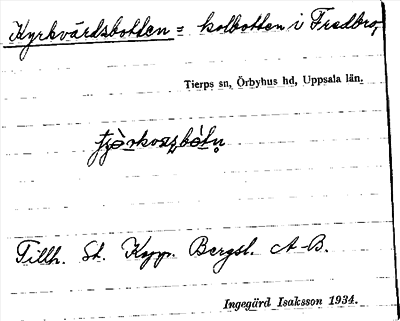 Kyrkvärdsbotten = kolbotten i Fredbro,
Tierps sn, Örbyhus hd, Uppsala län.
Tillh. St. Kopp. Bergsl. A-B.
Ingegärd Isaksson 1934.